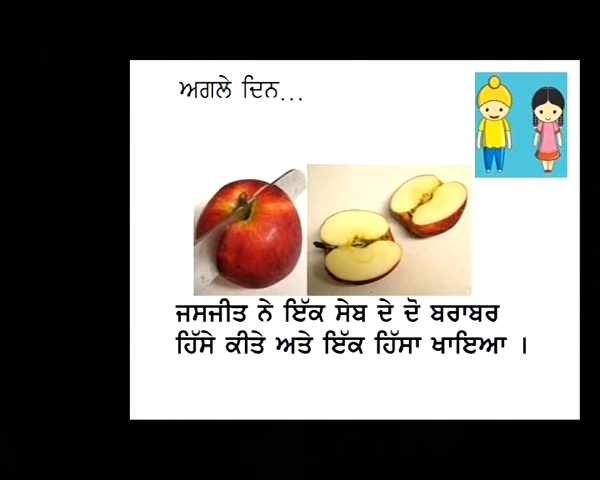 ਅਗਲੇ ਦਿਨ...
ਜਸਜੀਤ ਨੇ ਇੱਕ ਸੇਬ ਦੇ ਦੋ ਬਰਾਬਰ
ਹਿੱਸੇ ਕੀਤੇ ਅਤੇ ਇੱਕ ਹਿੱਸਾ ਖਾਇਆ ।